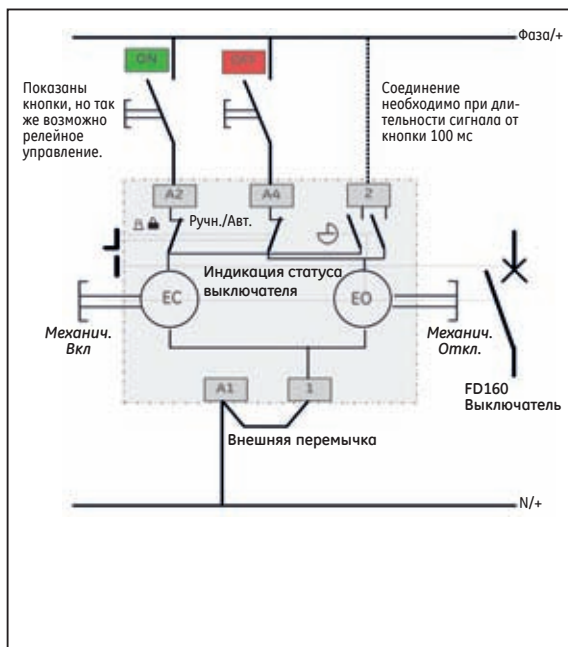 Фаза/+
ON
OFF
Показаны
кнопки, но так
же возможно
релейное
управление.
Соединение
необходимо при дли-
тельности сигнала от
кнопки 100 мс
A2
A4
2
Ручн./Авт.
Индикация статуса
выключателя
EC
EO
Механич.
Вкл
Механич.
Откл.
FD160
Выключатель
A1
1
Внешняя перемычка
N/+